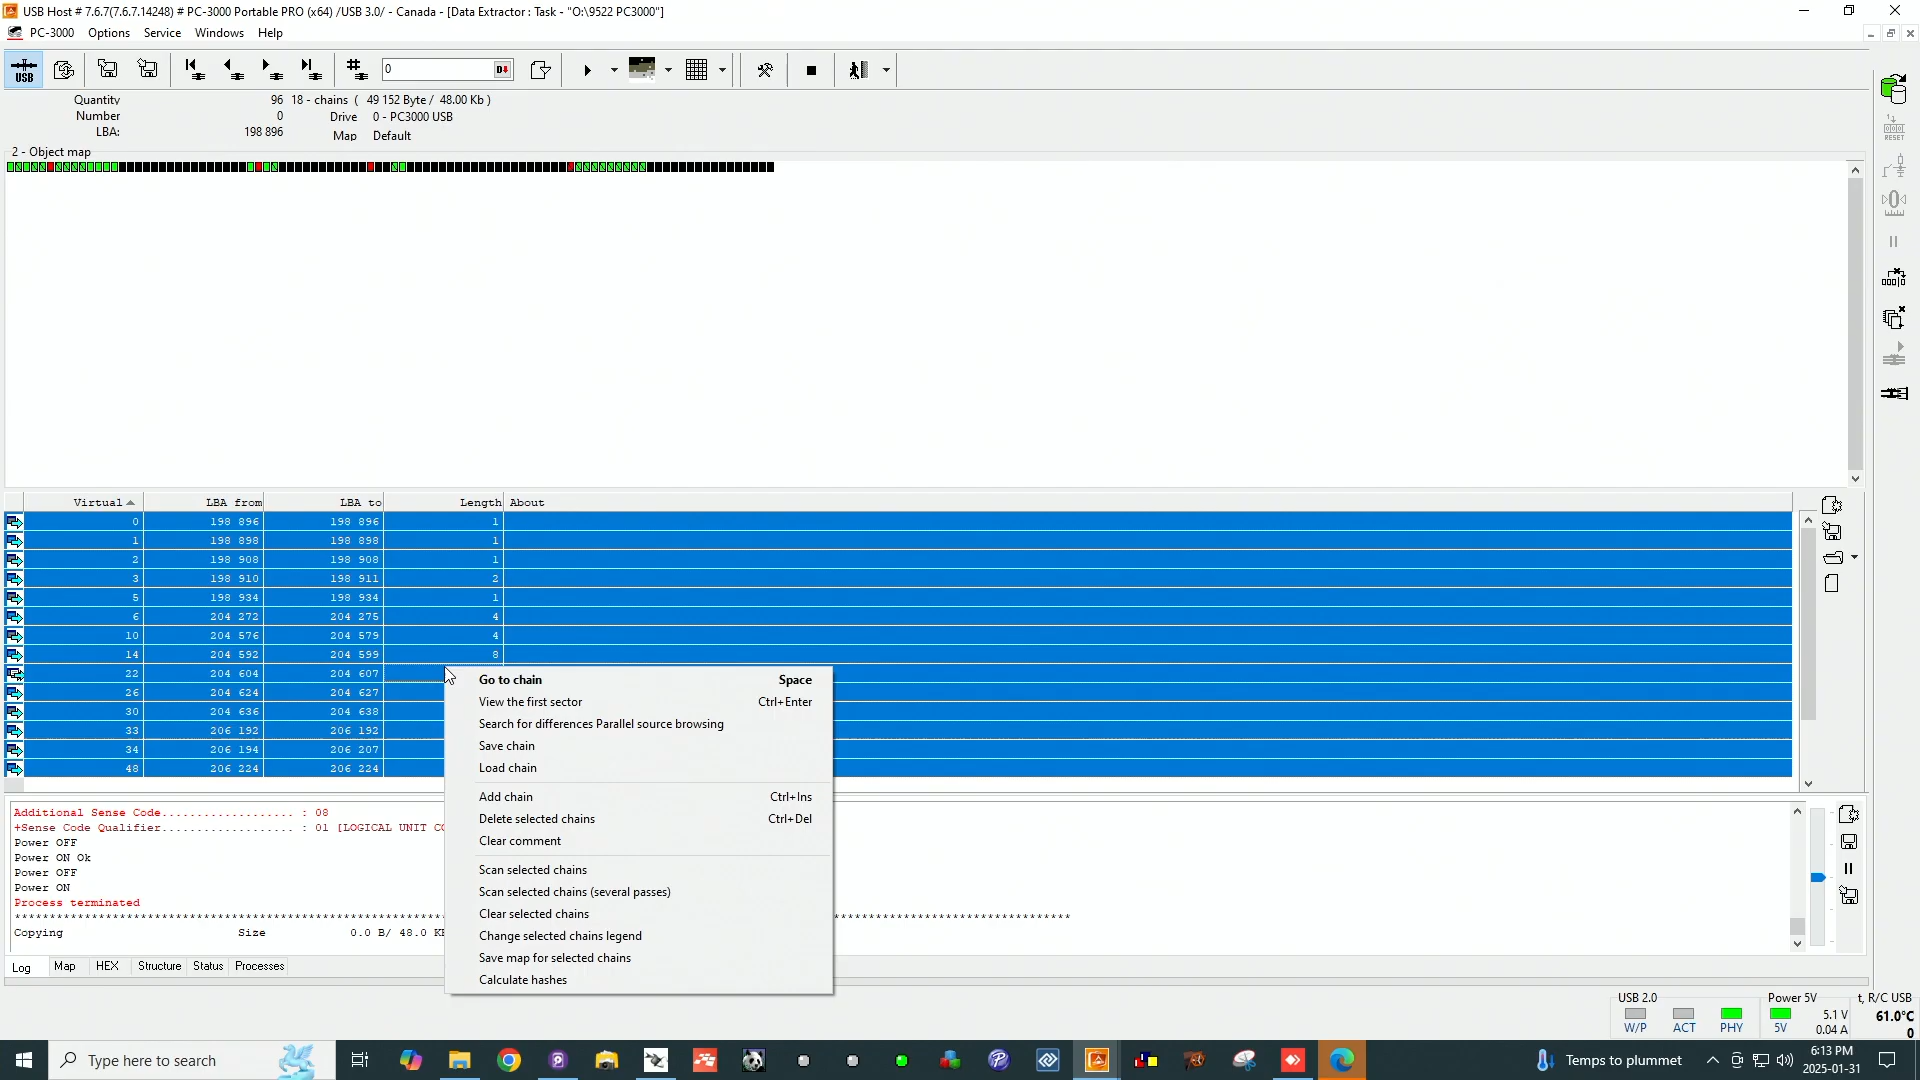 USB Host # 7.6.7(7.6.7.14248) # PC-3000 Portable PRO (x64) /USB 3.0/ - Canada - [Data Extractor : Task - "O:\9522 PC3000"]
PC-3000 Options Service Windows Help
USB 0 D
Quantity 96 18 - chains ( 49 152 Byte / 48.00 Kb )
Number 0 Drive 0 - PC3000 USB
LBA: 198 896 Map Default
RESET
2 - Object map
Virtual LBA from LBA to Length About
0 198 896 198 896 1
1 198 898 198 898 1
2 198 908 198 908 1
3 198 910 198 911 2
5 198 934 198 934 1
6 204 272 204 275 4
10 204 576 204 579 4
14 204 592 204 599 8
22 204 604 204 607
26 204 624 204 627
30 204 636 204 638
33 206 192 206 192
34 206 194 206 207
48 206 224 206 224
Go to chain Space
View the first sector Ctrl+Enter
Search for differences Parallel source browsing
Save chain
Load chain
Add chain Ctrl+Ins
Delete selected chains Ctrl+Del
Clear comment
Scan selected chains
Scan selected chains (several passes)
Clear selected chains
Change selected chains legend
Save map for selected chains
Calculate hashes
Additional Sense Code................... : 08
+Sense Code Qualifier.................... : 01 [LOGICAL UNIT CO
Power OFF
Power ON Ok
Power OFF
Power ON
Process terminated
Copying Size 0.0 B/ 48.0 KB
Log Map HEX Structure Status Processes
USB 2.0 Power 5V t, R/C USB
W/P ACT PHY 5V 5.1 V 0.04 A 61.0°C 0
Type here to search
Temps to plummet
6:13 PM
2025-01-31